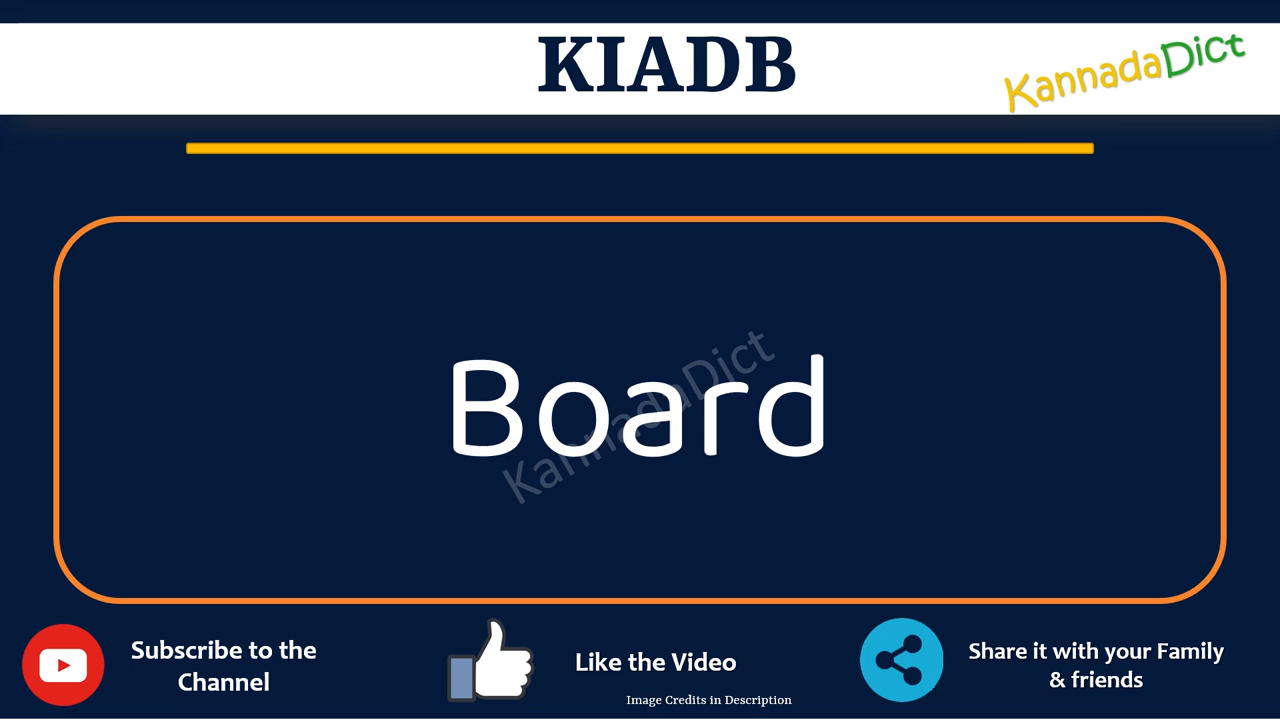 KIADB
KannadaDict
Board
KannadaDict
Subscribe to the
Channel
Like the Video
Share it with your Family
& friends
Image Credits in Description